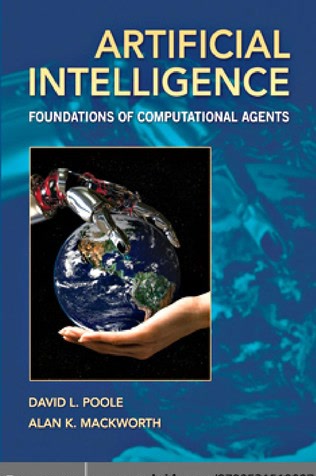 ARTIFICIAL
INTELLIGENCE
FOUNDATIONS OF COMPUTATIONAL AGENTS
DAVID L. POOLE
ALAN K. MACKWORTH